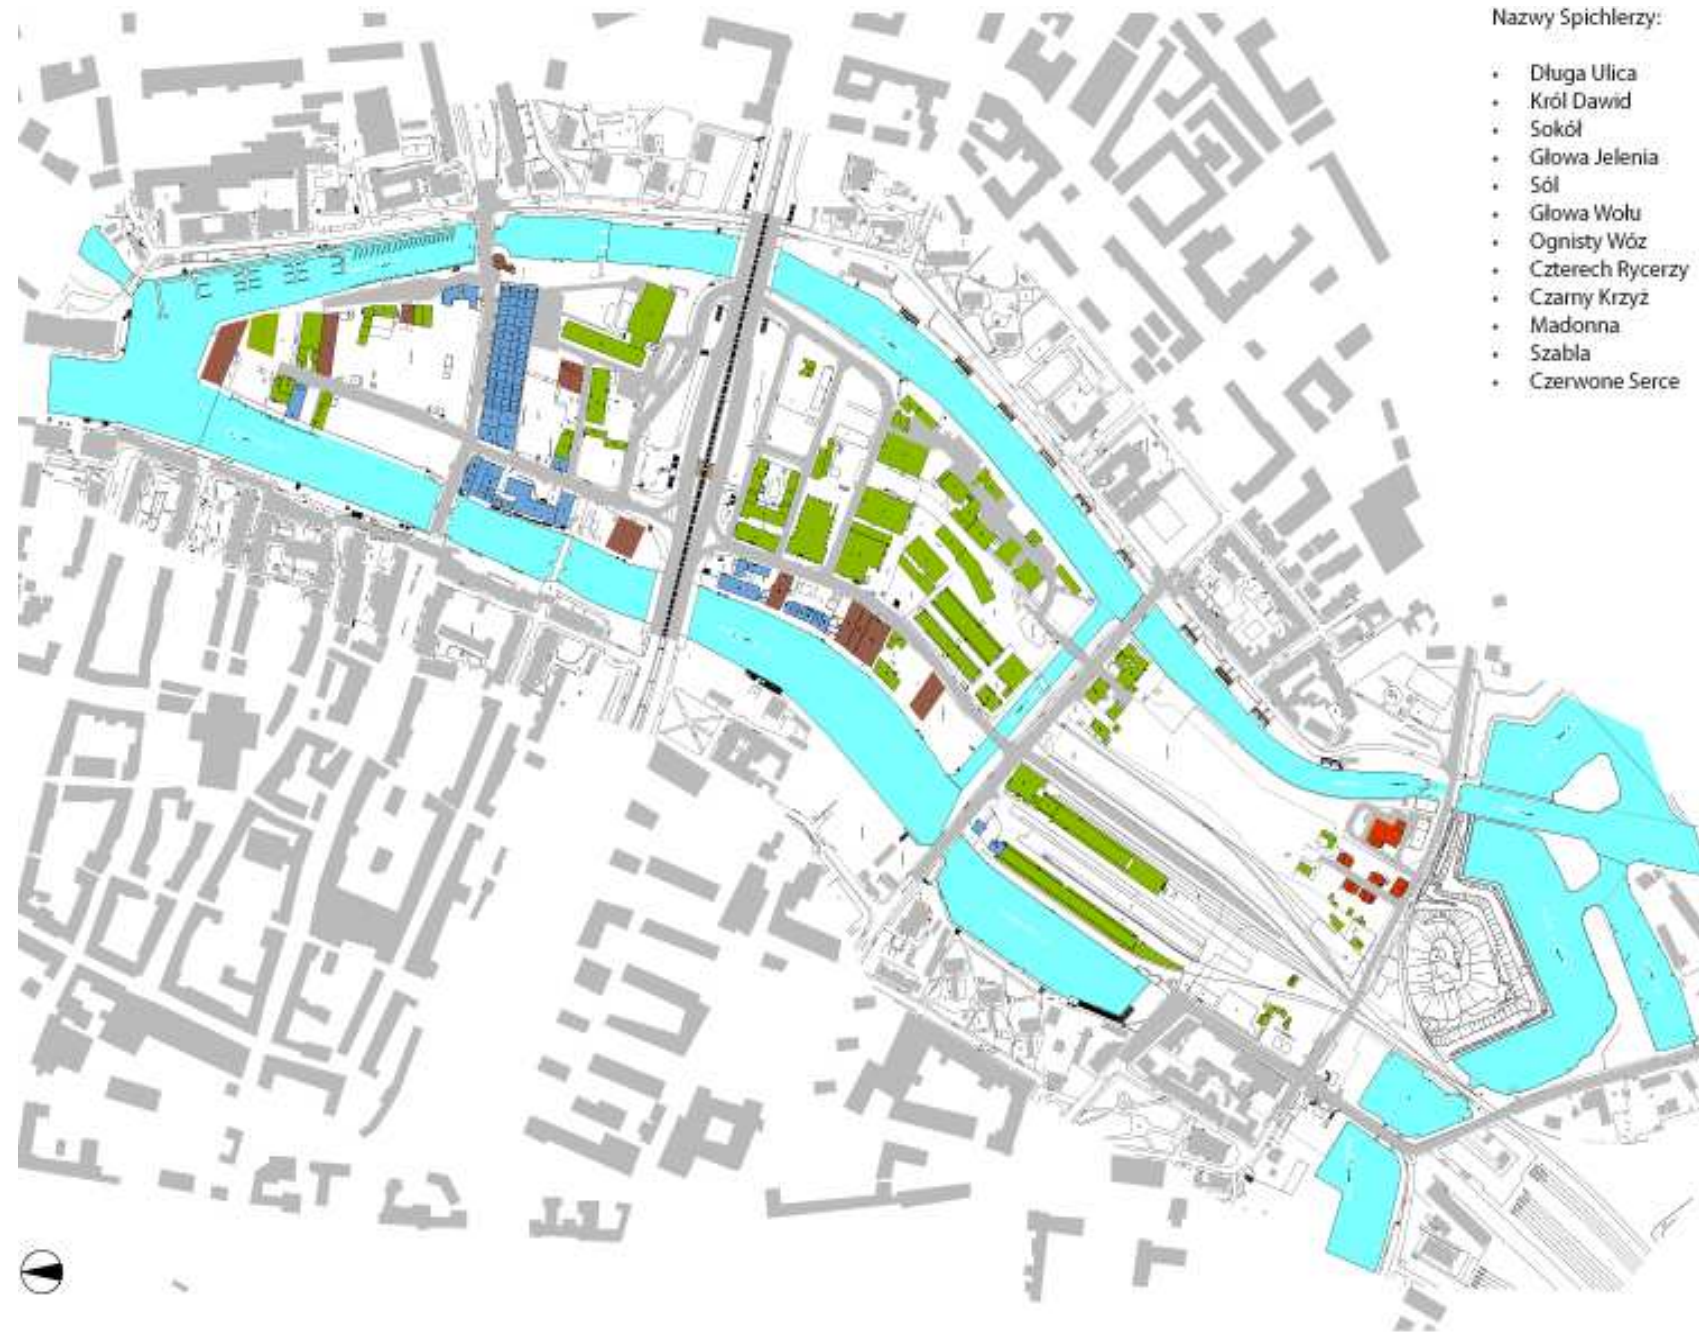 Nazwy Spichlerzy:
• Długa Ulica
• Król Dawid
• Sokół
• Głowa Jelenia
• Sól
• Głowa Wołu
• Ognisty Wóz
• Czterech Rycerzy
• Czarny Krzyż
• Madonna
• Szabla
• Czerwone Serce